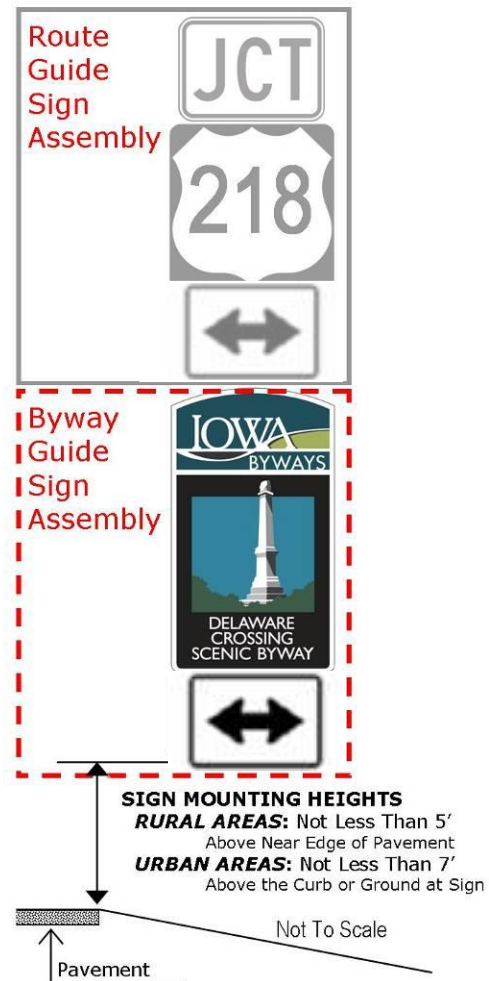 Route
Guide
Sign
Assembly
JCT
218
Byway
Guide
Sign
Assembly
IOWA
BYWAYS
DELAWARE
CROSSING
SCENIC BYWAY
SIGN MOUNTING HEIGHTS
RURAL AREAS: Not Less Than 5'
Above Near Edge of Pavement
URBAN AREAS: Not Less Than 7'
Above the Curb or Ground at Sign
Not To Scale
Pavement